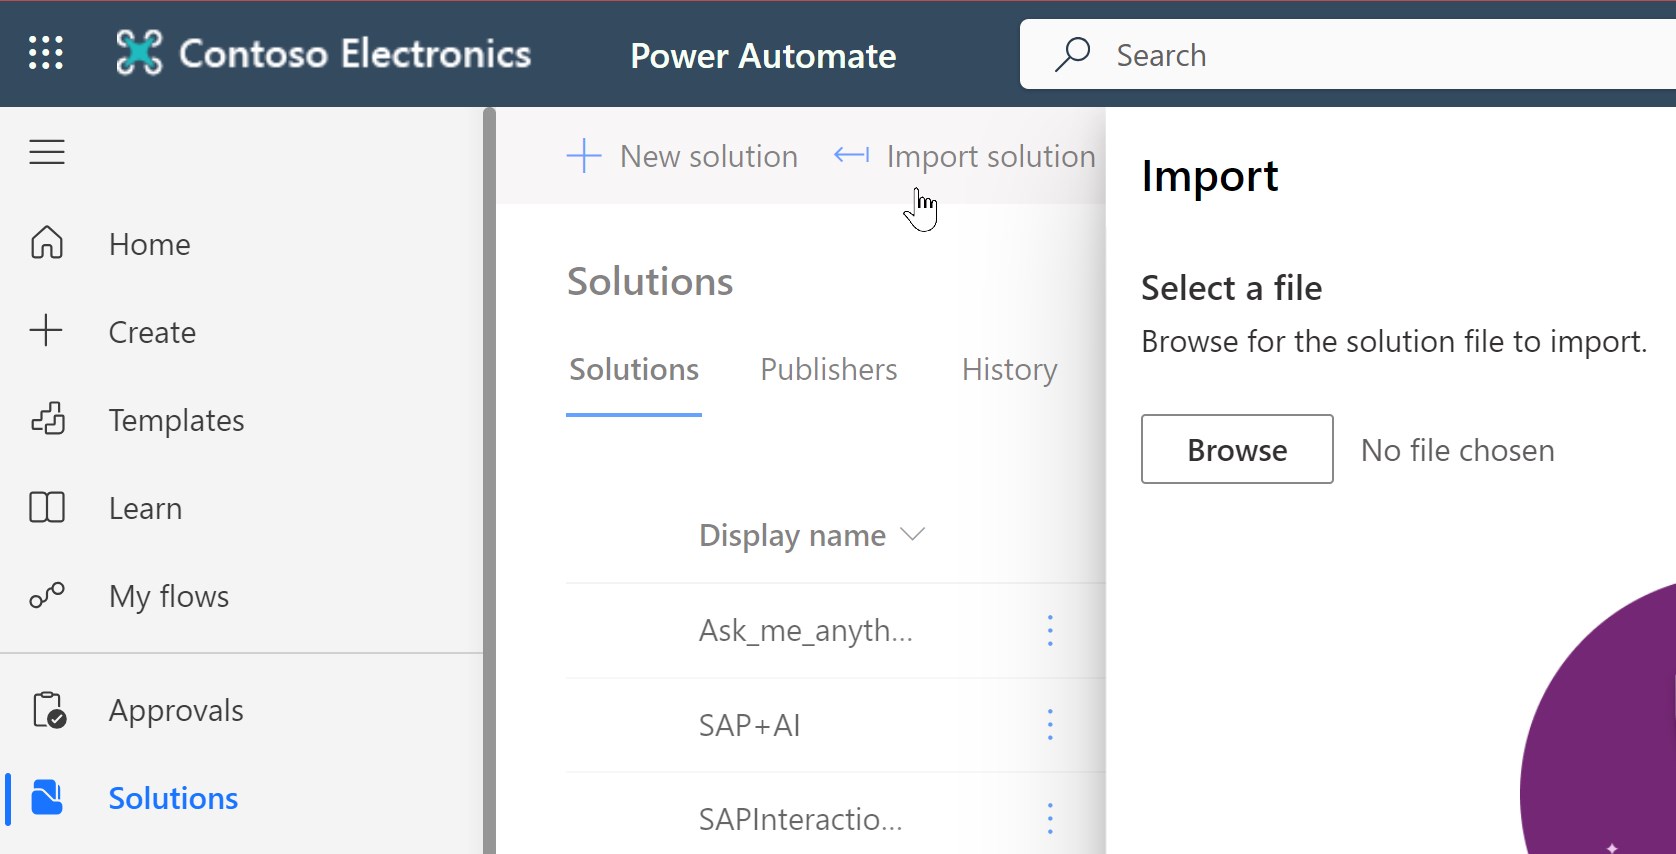 Contoso Electronics
Power Automate
Search
Home
Create
Templates
Learn
My flows
Approvals
Solutions
New solution
Import solution
Solutions
Solutions
Publishers
History
Display name
Ask_me_anyth...
SAP+AI
SAPInteractio...
Import
Select a file
Browse for the solution file to import.
Browse
No file chosen